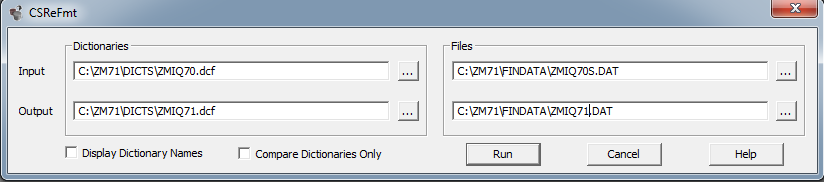 CSReFmt
Dictionaries Files
Input C:\ZM71\DICTS\ZMIQ70.dcf ... C:\ZM71\FINDATA\ZMIQ70S.DAT ...
Output C:\ZM71\DICTS\ZMIQ71.dcf ... C:\ZM71\FINDATA\ZMIQ71.DAT ...
Display Dictionary Names Compare Dictionaries Only Run Cancel Help